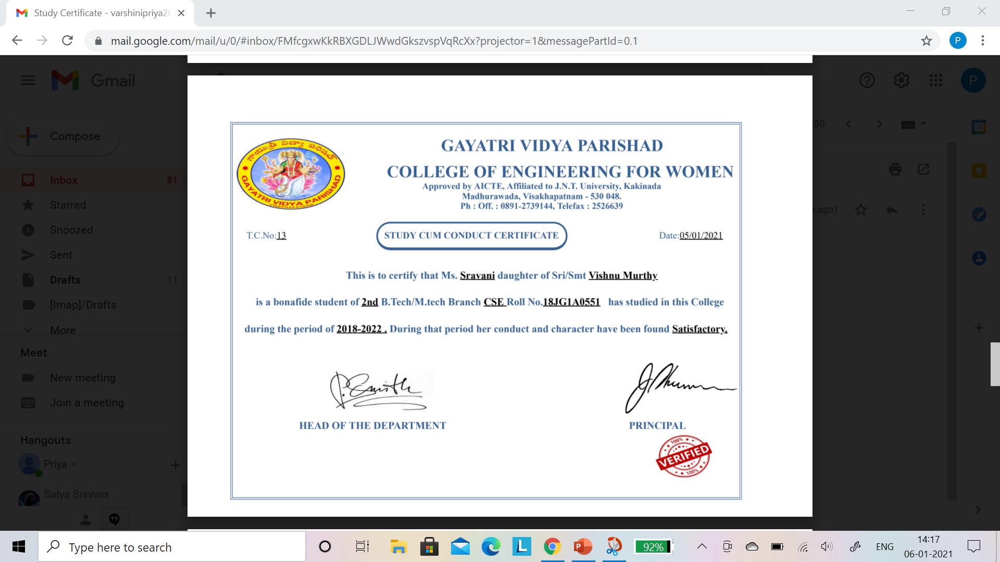 Study Certificate - varshinipriya20
mail.google.com/mail/u/0/#inbox/FMfcgxwKkRBXGDLJWwdGkszvspVqRcXx?projector=1&messagePartId=0.1
P
Gmail
P
Compose
Inbox 81
Starred
Snoozed
Sent
Drafts 11
[Imap]/Drafts
More
Meet
New meeting
Join a meeting
Hangouts
Priya
Satya Srinivas
80
31
s ago)
గాయత్రి విద్యా పరిషత్
GAYATRI VIDYA PARISHAD
VISAKHAPATNAM
GAYATRI VIDYA PARISHAD
COLLEGE OF ENGINEERING FOR WOMEN
Approved by AICTE, Affiliated to J.N.T. University, Kakinada
Madhurawada, Visakhapatnam - 530 048.
Ph : Off. : 0891-2739144, Telefax : 2526639
T.C.No:13
STUDY CUM CONDUCT CERTIFICATE
Date:05/01/2021
This is to certify that Ms. Sravani daughter of Sri/Smt Vishnu Murthy
is a bonafide student of 2nd B.Tech/M.tech Branch CSE Roll No.18JG1A0551 has studied in this College
during the period of 2018-2022 . During that period her conduct and character have been found Satisfactory.
P.Smith
HEAD OF THE DEPARTMENT
PRINCIPAL
100%
VERIFIED
100%
Type here to search
L
P
92%
ENG
14:17
06-01-2021